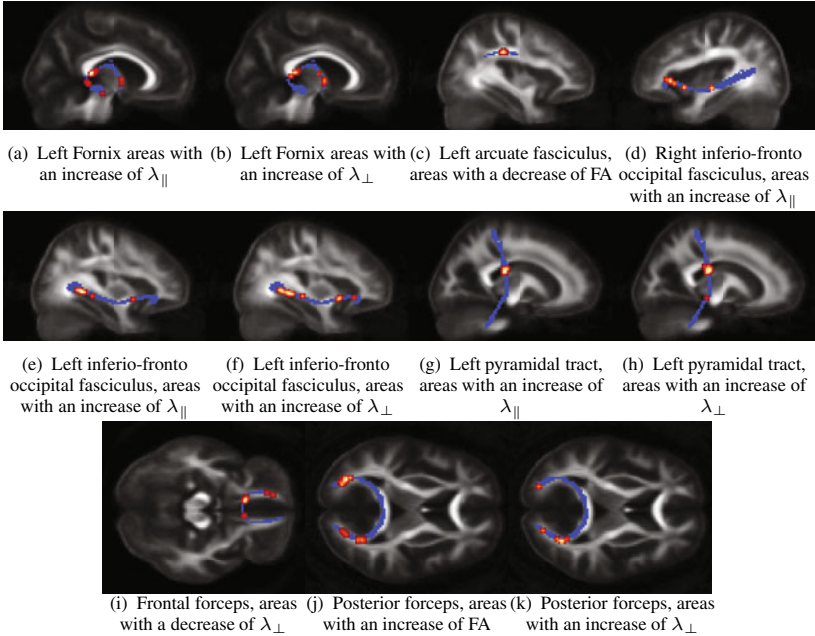 (a) Left Fornix areas with (b) Left Fornix areas with (c) Left arcuate fasciculus, (d) Right inferio-fronto
an increase of λ∥ an increase of λ⊥ areas with a decrease of FA occipital fasciculus, areas
with an increase of λ∥
(e) Left inferio-fronto (f) Left inferio-fronto (g) Left pyramidal tract, (h) Left pyramidal tract,
occipital fasciculus, areas occipital fasciculus, areas areas with an increase of areas with an increase of
with an increase of λ∥ with an increase of λ⊥ λ∥ λ⊥
(i) Frontal forceps, areas (j) Posterior forceps, areas (k) Posterior forceps, areas
with a decrease of λ⊥ with an increase of FA with an increase of λ⊥